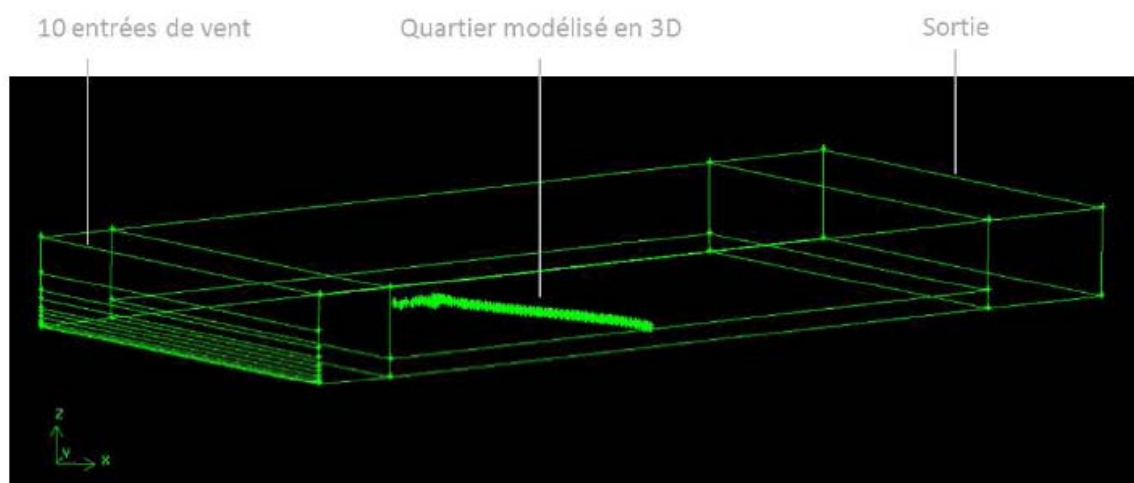 10 entrées de vent
Quartier modélisé en 3D
Sortie
Z
Y
X